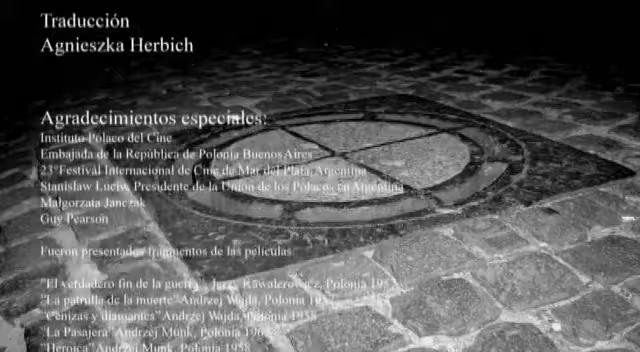 Traducción
Agnieszka Herbich
Agradecimientos especiales:
Instituto Polaco del Cine
Embajada de la República de Polonia Buenos Aires
23°Festival Internacional de Cine de Mar del Plata, Argentina
Stanislaw Luciw, Presidente de la Unión de los Polacos en Argentina
Malgorzata Janczak
Guy Pearson
Fueron presentados fragmentos de las películas:
"El verdadero fin de la guerra", Jerzy Kawalerowicz, Polonia
"La patrulla de la muerte" Andrzej Wajda, Polonia
"Cenizas y diamantes" Andrzej Wajda, Polonia 1958
"La Pasajera" Andrzej Munk, Polonia
"Heroica" Andrzej Munk, Polonia 1958